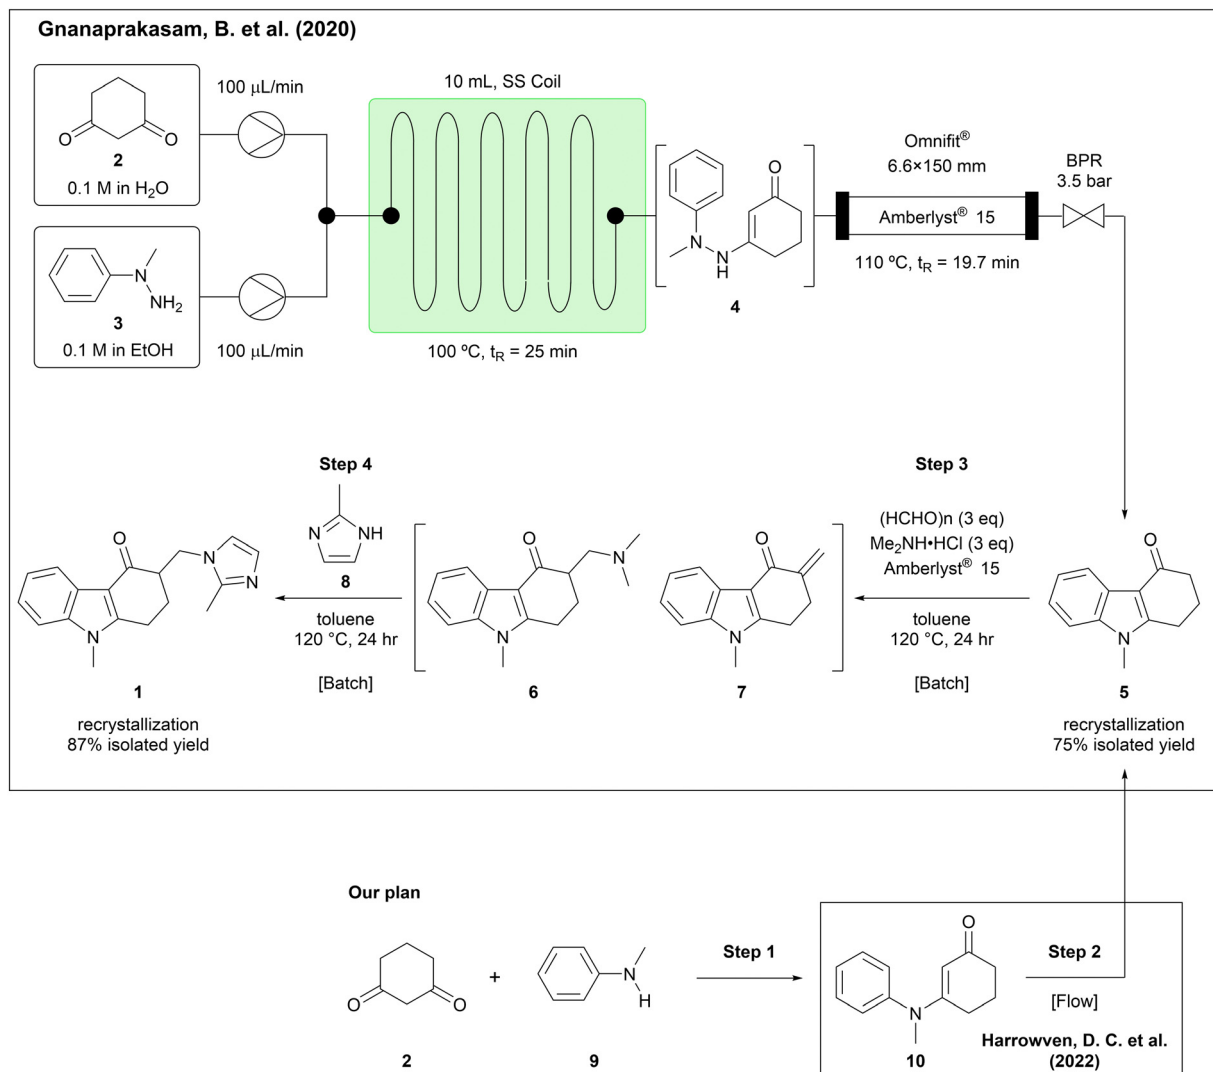 Gnanaprakasam, B. et al. (2020)
O
O
2
0.1 M in H2O
100 μL/min
10 mL, SS Coil
N
NH2
3
0.1 M in EtOH
100 μL/min
100 ºC, tR = 25 min
O
N
NH
4
Omnifit®
6.6×150 mm
Amberlyst® 15
110 ºC, tR = 19.7 min
BPR
3.5 bar
Step 4
N
NH
8
toluene
120 °C, 24 hr
[Batch]
Step 3
(HCHO)n (3 eq)
Me2NH•HCl (3 eq)
Amberlyst® 15
toluene
120 °C, 24 hr
[Batch]
O
N
N
N
1
recrystallization
87% isolated yield
O
N
N
6
O
N
7
O
N
5
recrystallization
75% isolated yield
Our plan
O
O
2
+
N
H
9
Step 1
O
N
10
Step 2
[Flow]
Harrowven, D. C. et al.
(2022)